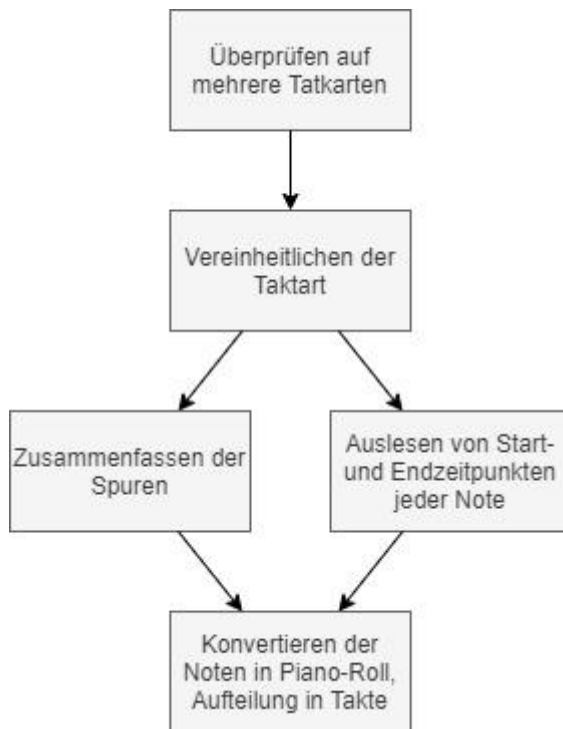 Überprüfen auf
mehrere Tatkarten
Vereinheitlichen der
Taktart
Zusammenfassen der
Spuren
Auslesen von Start-
und Endzeitpunkten
jeder Note
Konvertieren der
Noten in Piano-Roll,
Aufteilung in Takte